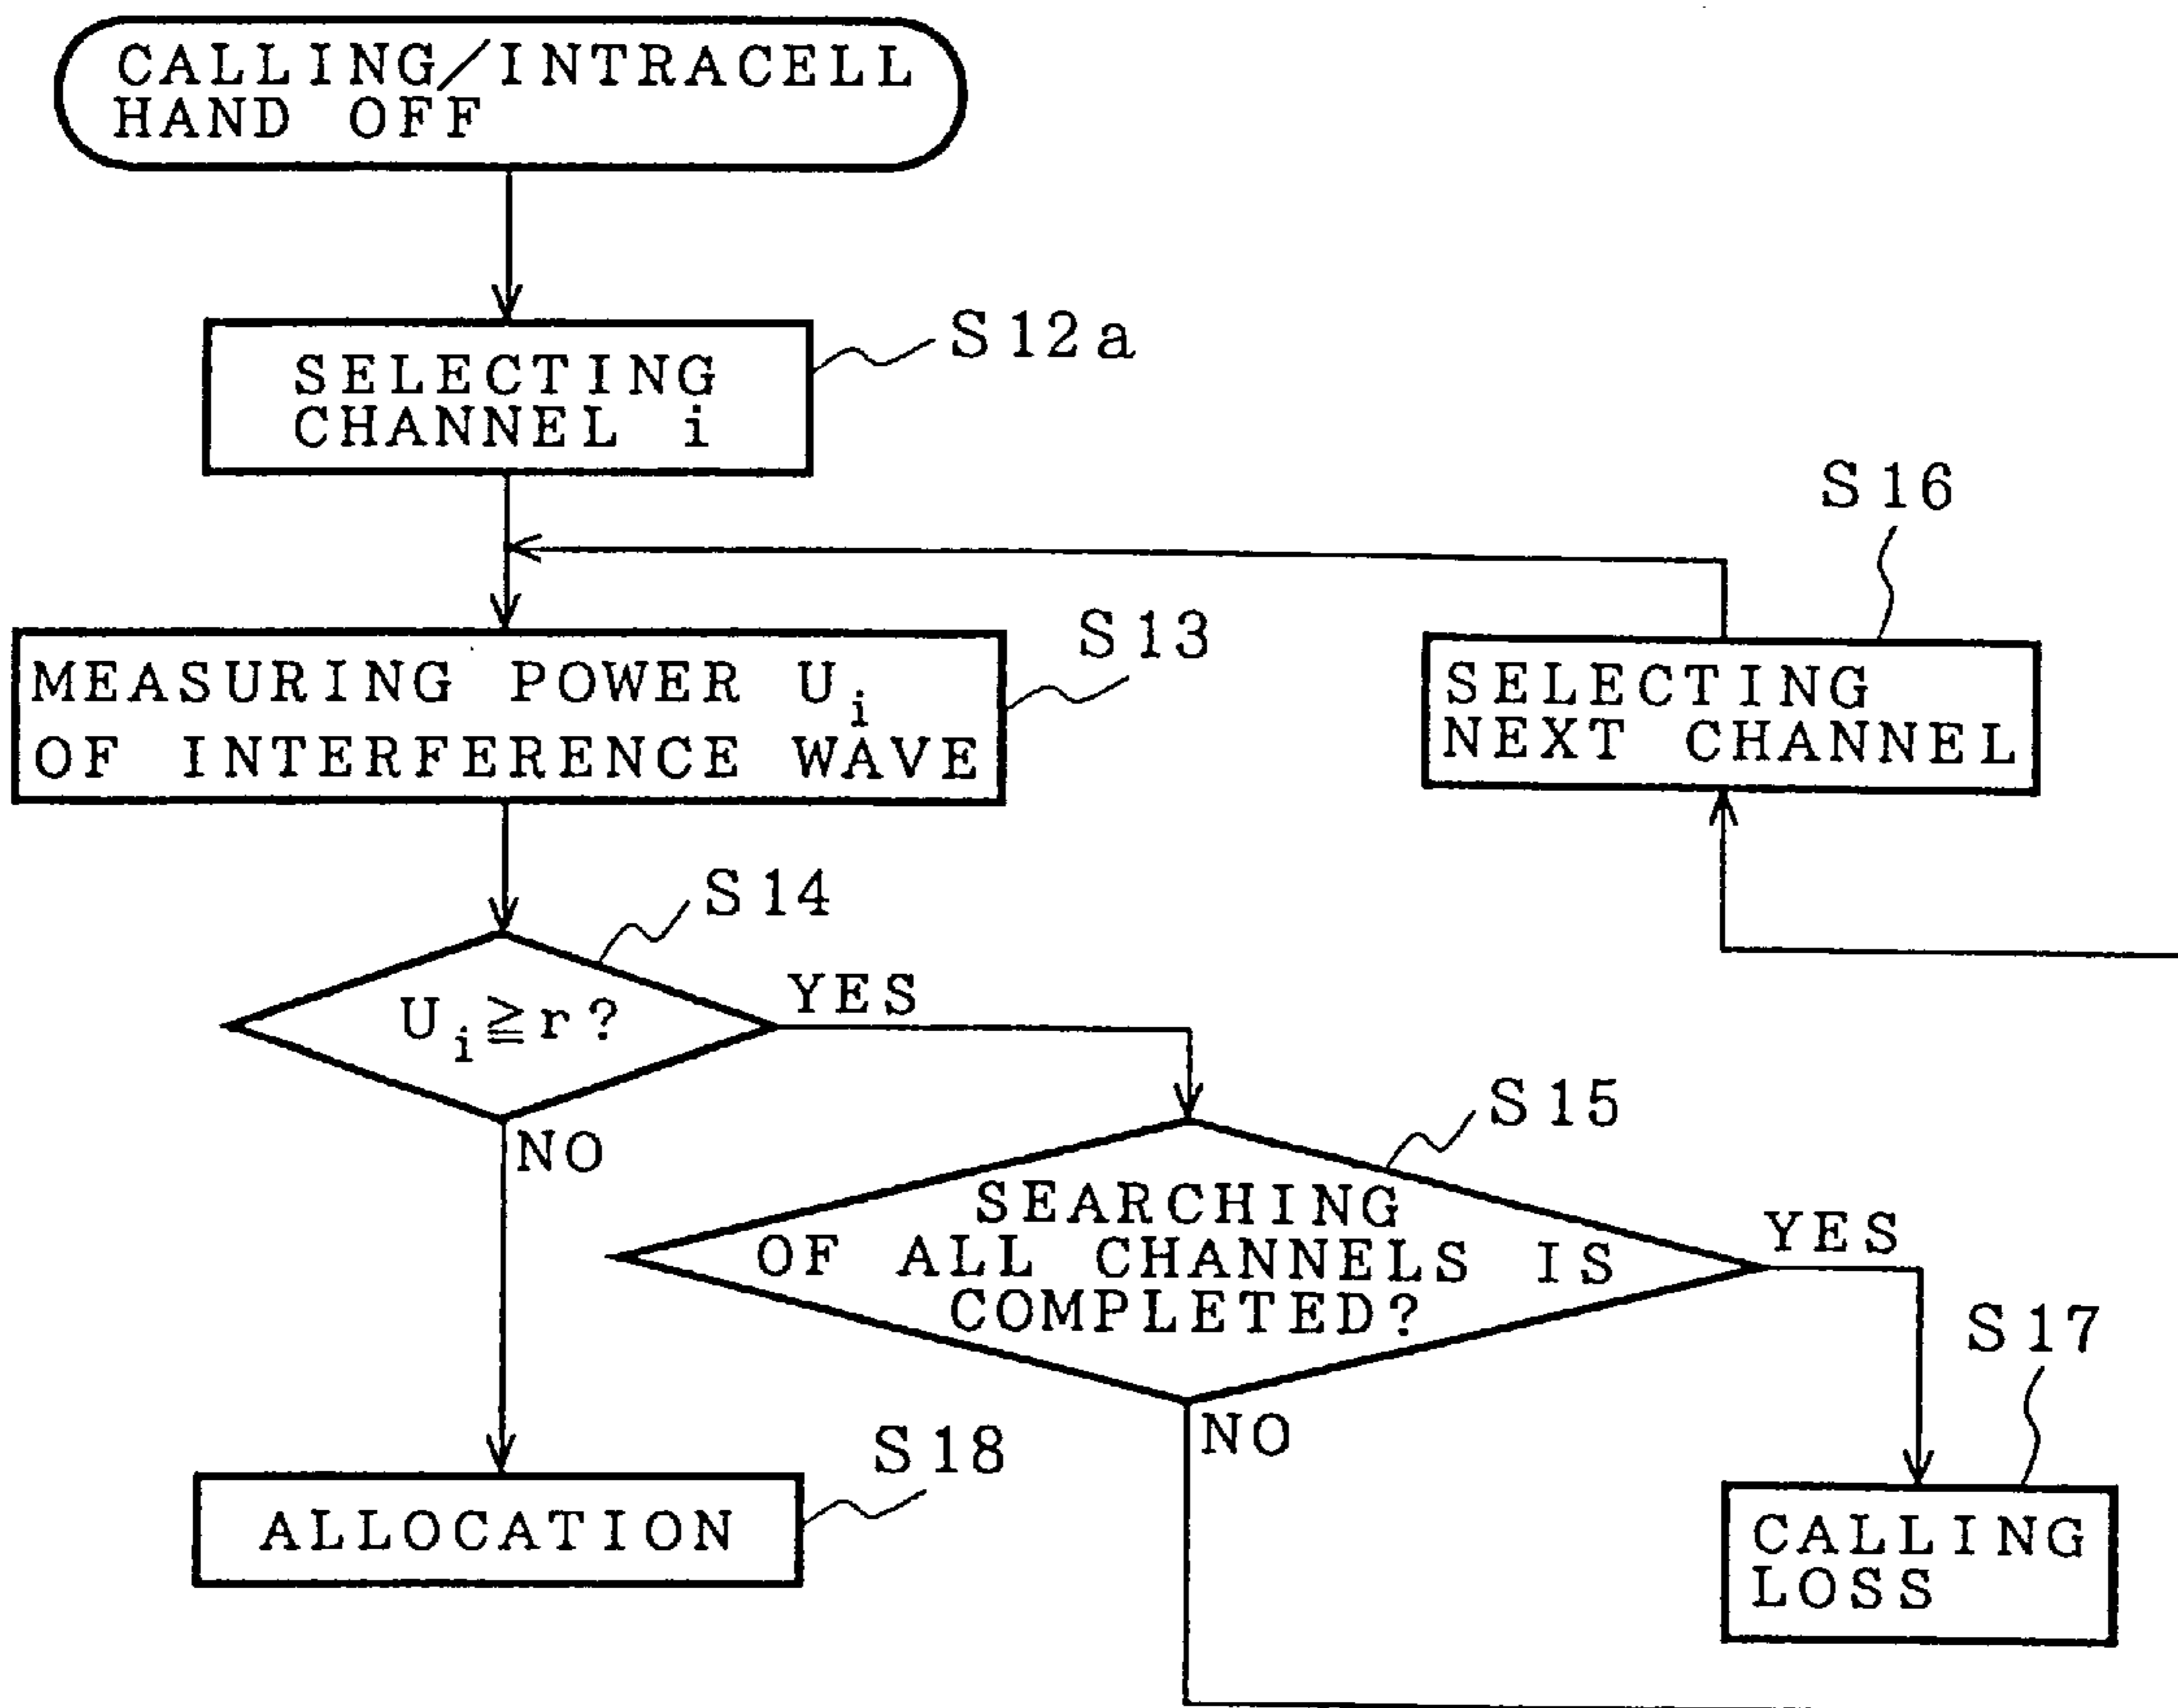 CALLING/INTRACELL
HAND OFF
SELECTING
CHANNEL i
S12a
S16
MEASURING POWER Ui
OF INTERFERENCE WAVE
S13
SELECTING
NEXT CHANNEL
S14
Ui≧r?
YES
NO
S15
SEARCHING
OF ALL CHANNELS IS
COMPLETED?
YES
NO
S17
S18
ALLOCATION
CALLING
LOSS